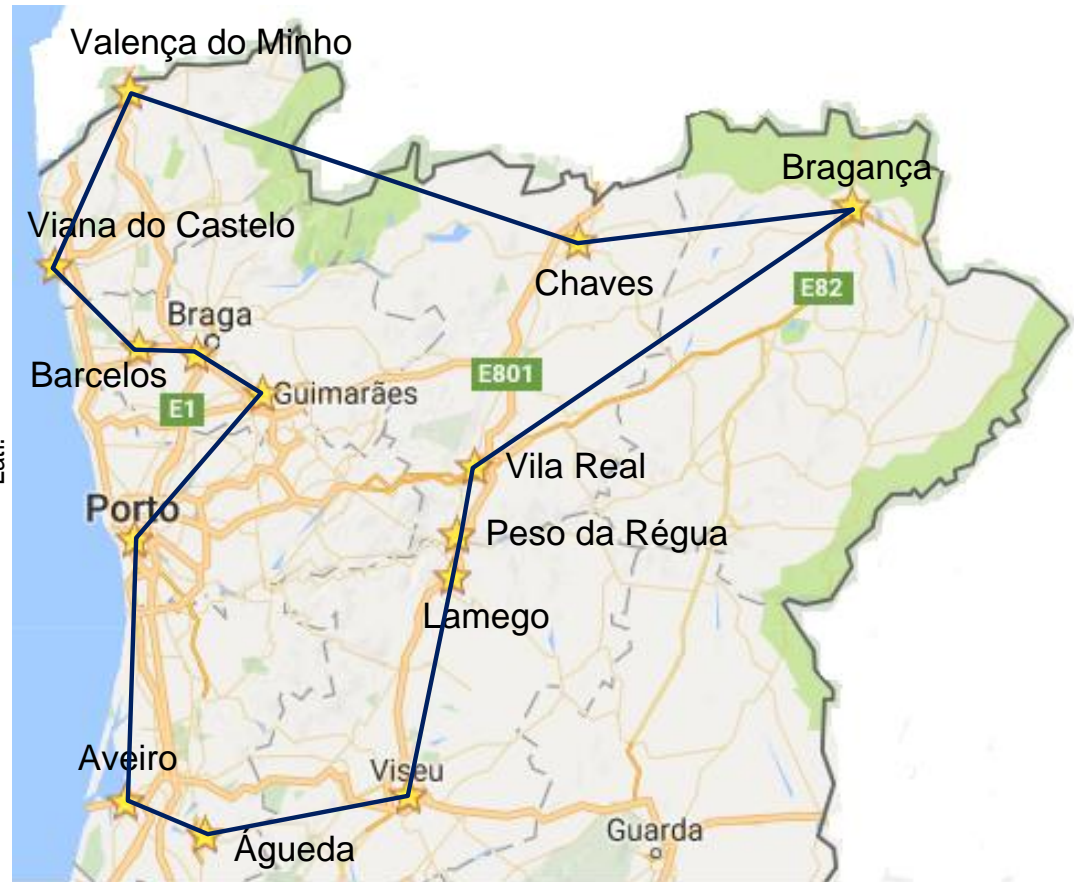 Valença do Minho
Bragança
Viana do Castelo
Chaves
E82
Braga
Barcelos
E801
Guimarães
E1
Vila Real
Porto
Peso da Régua
Lamego
Aveiro
Viseu
Águeda
Guarda